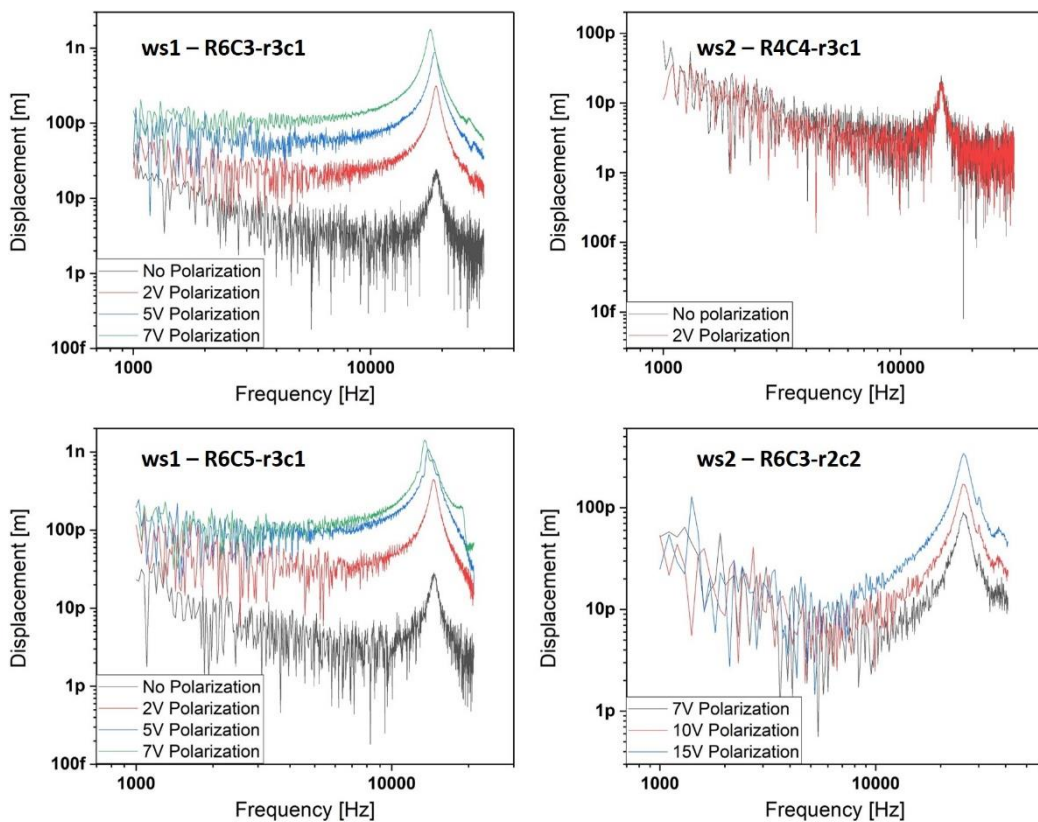 ws1 – R6C3-r3c1
1n
100p
10p
1p
100f
Displacement [m]
No Polarization
2V Polarization
5V Polarization
7V Polarization
1000
10000
Frequency [Hz]
ws2 – R4C4-r3c1
100p
10p
1p
100f
10f
Displacement [m]
No polarization
2V Polarization
1000
10000
Frequency [Hz]
ws1 – R6C5-r3c1
1n
100p
10p
1p
100f
Displacement [m]
No Polarization
2V Polarization
5V Polarization
7V Polarization
1000
10000
Frequency [Hz]
ws2 – R6C3-r2c2
100p
10p
1p
Displacement [m]
7V Polarization
10V Polarization
15V Polarization
1000
10000
Frequency [Hz]